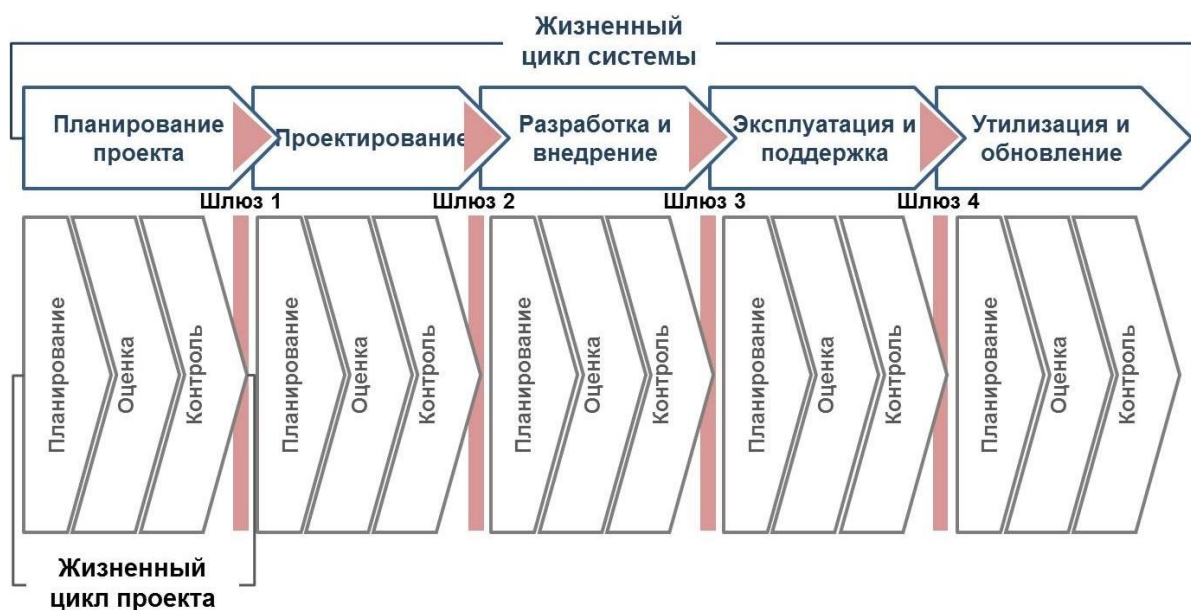 Жизненный
цикл системы
Планирование
проекта
Проектирование
Разработка и
внедрение
Эксплуатация и
поддержка
Утилизация и
обновление
Шлюз 1
Шлюз 2
Шлюз 3
Шлюз 4
Планирование
Оценка
Контроль
Планирование
Оценка
Контроль
Планирование
Оценка
Контроль
Планирование
Оценка
Контроль
Планирование
Оценка
Контроль
Жизненный
цикл проекта